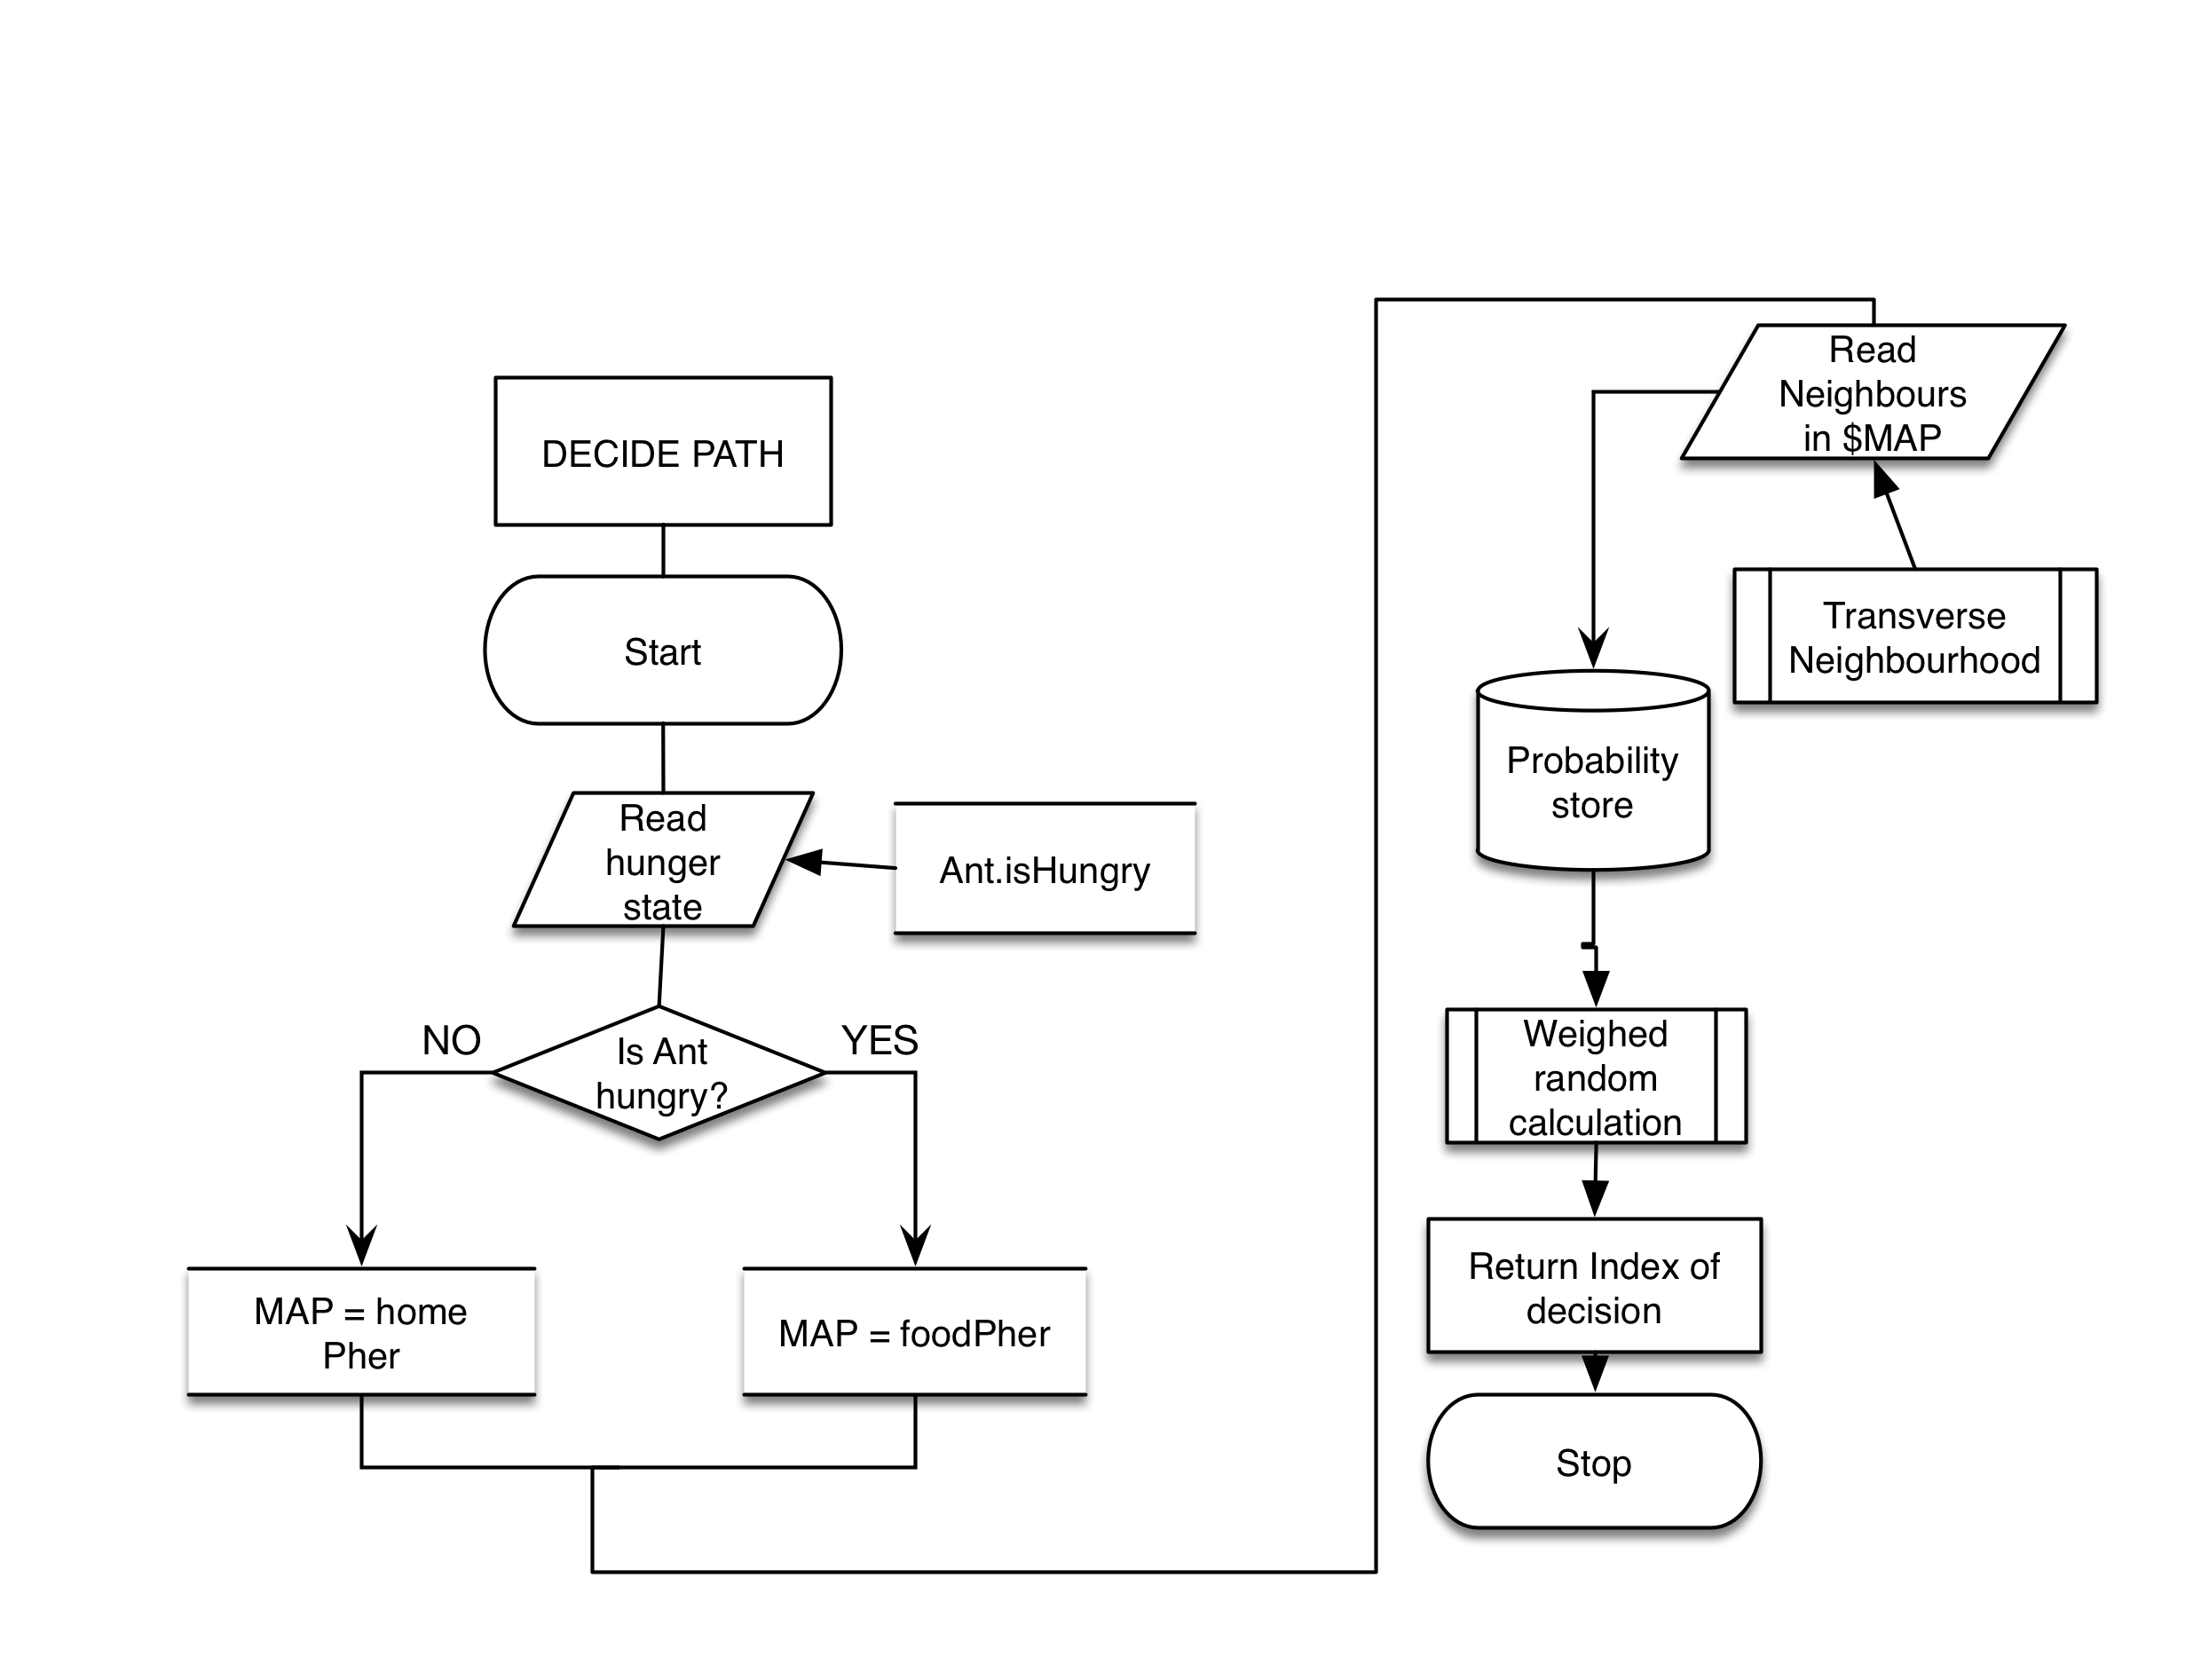 DECIDE PATH
Start
Read
hunger
state
Ant.isHungry
NO
YES
Is Ant
hungry?
MAP = home
Pher
MAP = foodPher
Read
Neighbours
in $MAP
Transverse
Neighbourhood
Probability
store
Weighed
random
calculation
Return Index of
decision
Stop